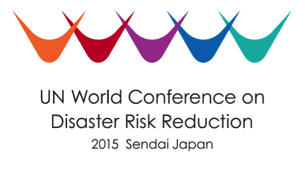 UN World Conference on
Disaster Risk Reduction
2015 Sendai Japan